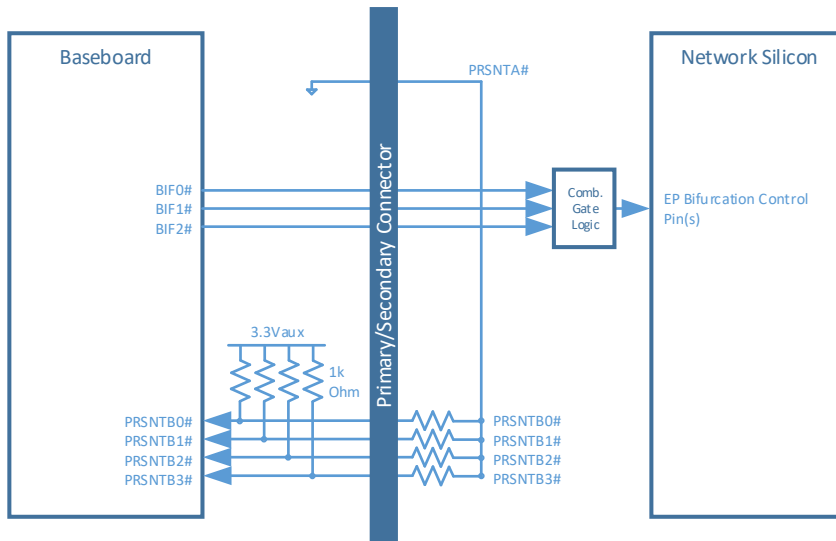 Baseboard
Network Silicon
PRSNTA#
Primary/Secondary Connector
BIF0#
BIF1#
BIF2#
Comb.
Gate
Logic
EP Bifurcation Control
Pin(s)
3.3Vaux
1k
Ohm
PRSNTB0#
PRSNTB1#
PRSNTB2#
PRSNTB3#
PRSNTB0#
PRSNTB1#
PRSNTB2#
PRSNTB3#